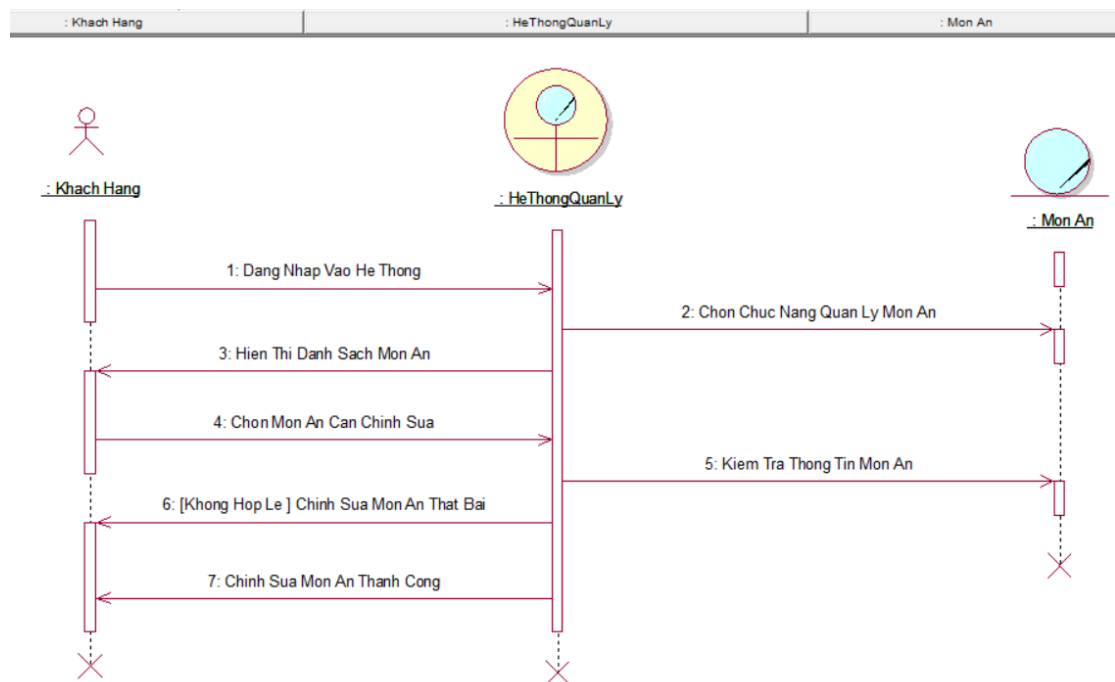 : Khach Hang
: HeThongQuanLy
: Mon An
: Khach Hang
: HeThongQuanLy
: Mon An
1: Dang Nhap Vao He Thong
2: Chon Chuc Nang Quan Ly Mon An
3: Hien Thi Danh Sach Mon An
4: Chon Mon An Can Chinh Sua
5: Kiem Tra Thong Tin Mon An
6: [Khong Hop Le ] Chinh Sua Mon An That Bai
7: Chinh Sua Mon An Thanh Cong